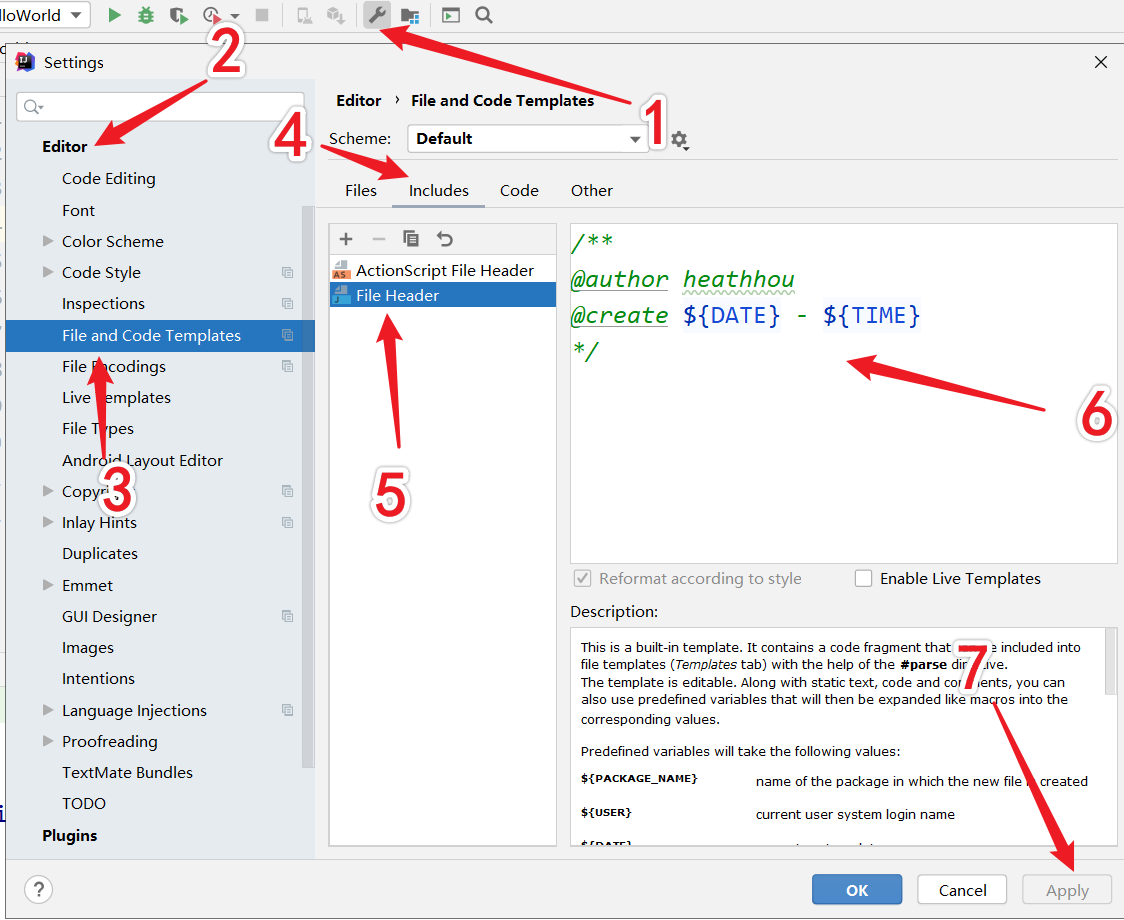 lloWorld
2
Settings
1
Editor › File and Code Templates
4
Scheme: Default
Editor
Files Includes Code Other
Code Editing
Font
Color Scheme
Code Style
Inspections
File and Code Templates
File Encodings
Live Templates
File Types
Android Layout Editor
3
Copyright
Inlay Hints
Duplicates
Emmet
GUI Designer
Images
Intentions
Language Injections
Proofreading
TextMate Bundles
TODO
Plugins
ActionScript File Header
File Header
5
/**
@author heathhou
@create ${DATE} - ${TIME}
*/
6
Reformat according to style Enable Live Templates
Description:
7
This is a built-in template. It contains a code fragment that can be included into
file templates (Templates tab) with the help of the #parse directive.
The template is editable. Along with static text, code and comments, you can
also use predefined variables that will then be expanded like macros into the
corresponding values.
Predefined variables will take the following values:
${PACKAGE_NAME} name of the package in which the new file is created
${USER} current user system login name
${DATE}
? OK Cancel Apply